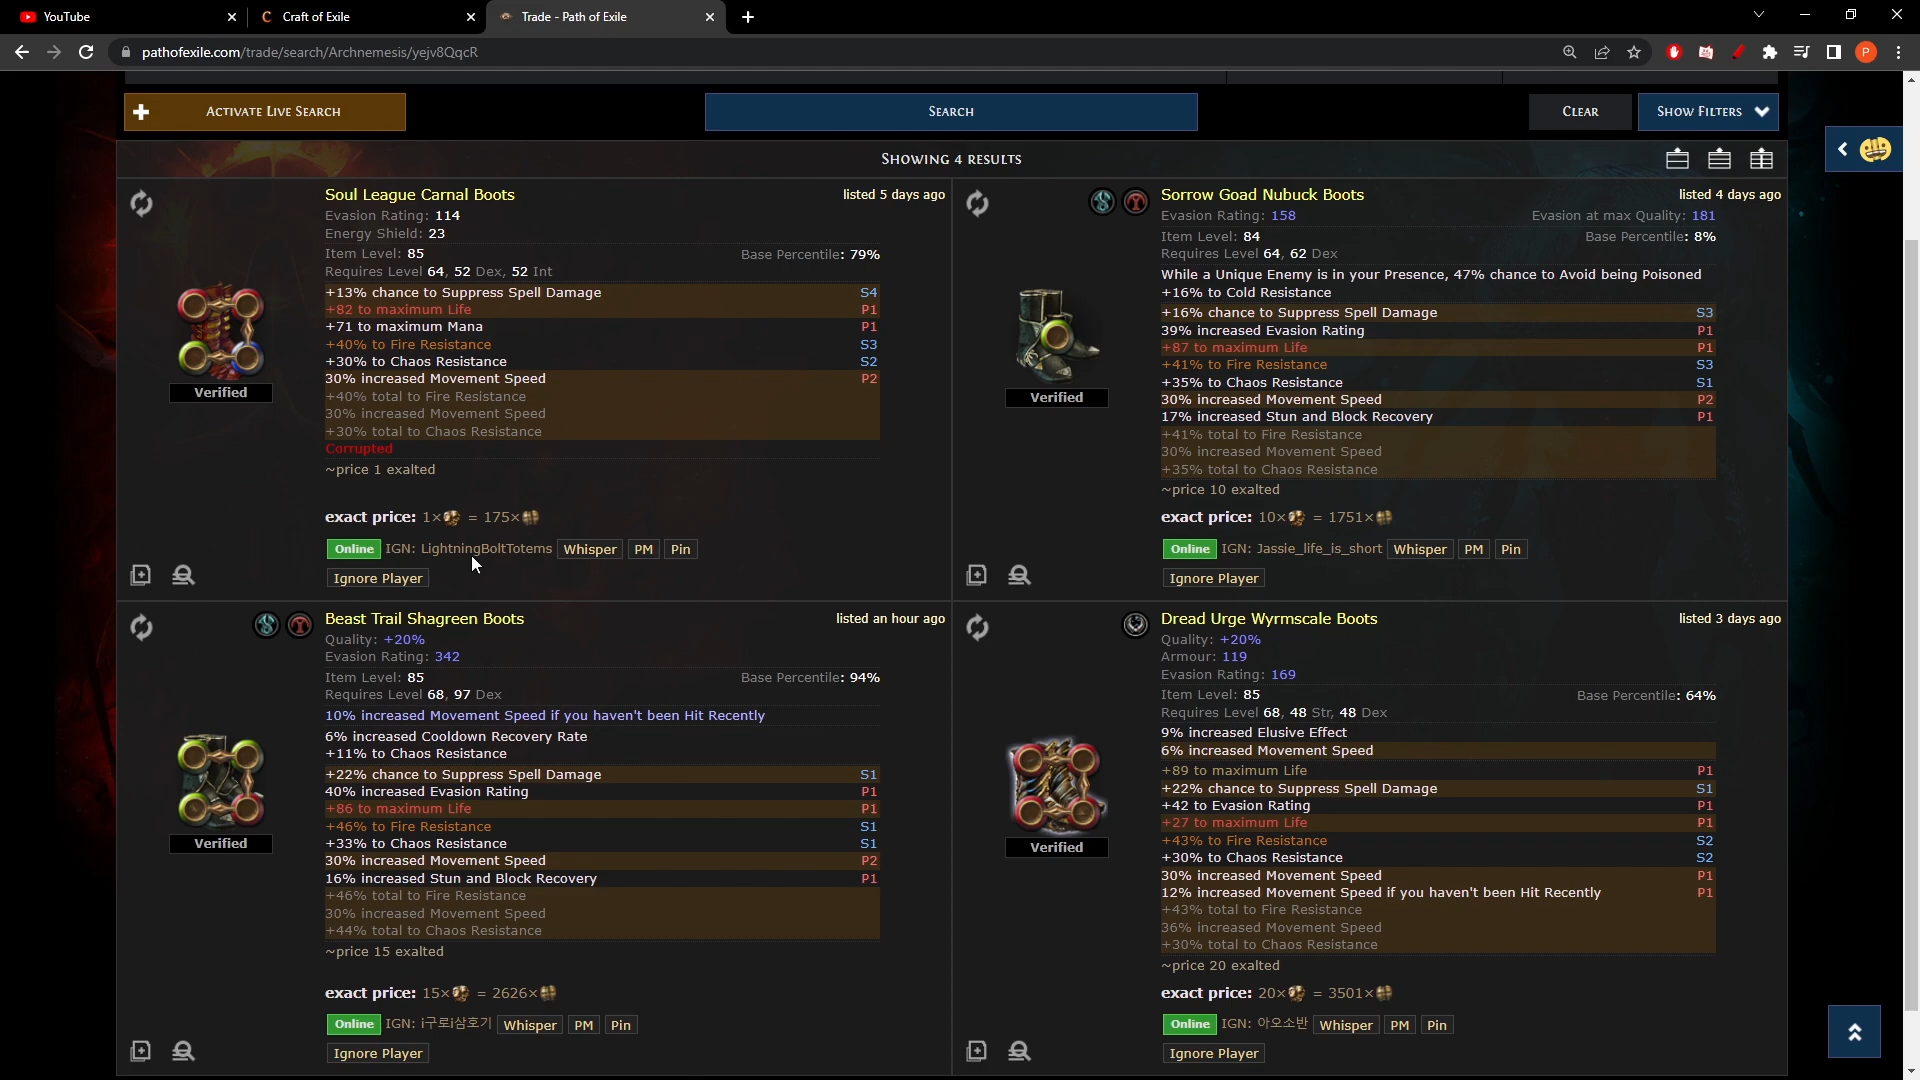 YouTube
Craft of Exile
Trade - Path of Exile
pathofexile.com/trade/search/Archnemesis/yejv8QqcR
P
ACTIVATE LIVE SEARCH
SEARCH
CLEAR
SHOW FILTERS
SHOWING 4 RESULTS
Soul League Carnal Boots
listed 5 days ago
Evasion Rating: 114
Energy Shield: 23
Item Level: 85
Base Percentile: 79%
Requires Level 64, 52 Dex, 52 Int
+13% chance to Suppress Spell Damage S4
+82 to maximum Life P1
+71 to maximum Mana P1
+40% to Fire Resistance S3
+30% to Chaos Resistance S2
30% increased Movement Speed P2
+40% total to Fire Resistance
30% increased Movement Speed
+30% total to Chaos Resistance
Corrupted
~price 1 exalted
Verified
exact price: 1× = 175×
Online IGN: LightningBoltTotems Whisper PM Pin
Ignore Player
Sorrow Goad Nubuck Boots
listed 4 days ago
Evasion Rating: 158
Evasion at max Quality: 181
Item Level: 84
Base Percentile: 8%
Requires Level 64, 62 Dex
While a Unique Enemy is in your Presence, 47% chance to Avoid being Poisoned
+16% to Cold Resistance
+16% chance to Suppress Spell Damage S3
39% increased Evasion Rating P1
+87 to maximum Life P1
+41% to Fire Resistance S3
+35% to Chaos Resistance S1
30% increased Movement Speed P2
17% increased Stun and Block Recovery P1
+41% total to Fire Resistance
30% increased Movement Speed
+35% total to Chaos Resistance
~price 10 exalted
Verified
exact price: 10× = 1751×
Online IGN: Jassie_life_is_short Whisper PM Pin
Ignore Player
Beast Trail Shagreen Boots
listed an hour ago
Quality: +20%
Evasion Rating: 342
Item Level: 85
Base Percentile: 94%
Requires Level 68, 97 Dex
10% increased Movement Speed if you haven't been Hit Recently
6% increased Cooldown Recovery Rate
+11% to Chaos Resistance
+22% chance to Suppress Spell Damage S1
40% increased Evasion Rating P1
+86 to maximum Life P1
+46% to Fire Resistance S1
+33% to Chaos Resistance S1
30% increased Movement Speed P2
16% increased Stun and Block Recovery P1
+46% total to Fire Resistance
30% increased Movement Speed
+44% total to Chaos Resistance
~price 15 exalted
Verified
exact price: 15× = 2626×
Online IGN: i구로i삼호기 Whisper PM Pin
Ignore Player
Dread Urge Wyrmscale Boots
listed 3 days ago
Quality: +20%
Armour: 119
Evasion Rating: 169
Item Level: 85
Base Percentile: 64%
Requires Level 68, 48 Str, 48 Dex
9% increased Elusive Effect
6% increased Movement Speed
+89 to maximum Life P1
+22% chance to Suppress Spell Damage S1
+42 to Evasion Rating P1
+27 to maximum Life P1
+43% to Fire Resistance S2
+30% to Chaos Resistance S2
30% increased Movement Speed P1
12% increased Movement Speed if you haven't been Hit Recently P1
+43% total to Fire Resistance
36% increased Movement Speed
+30% total to Chaos Resistance
~price 20 exalted
Verified
exact price: 20× = 3501×
Online IGN: 아오소반 Whisper PM Pin
Ignore Player